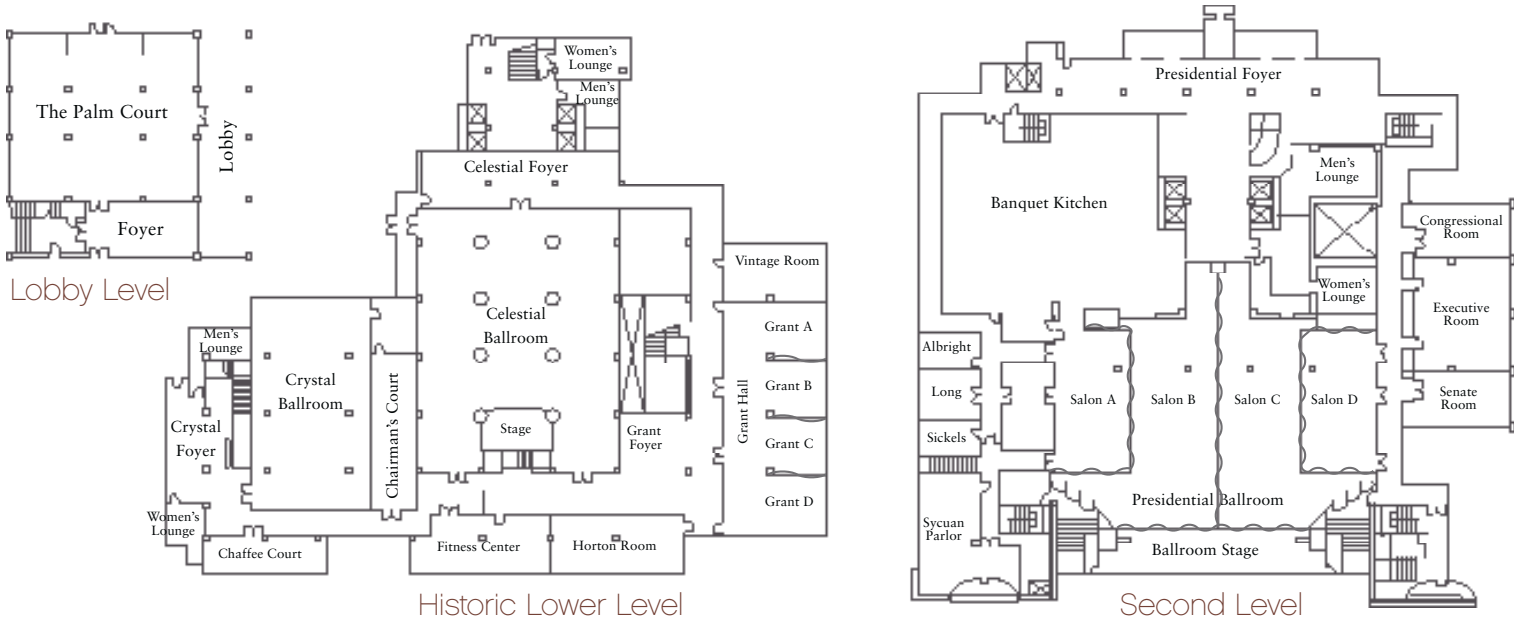 The Palm Court
Lobby
Foyer
Lobby Level
Women's
Lounge
Men's
Lounge
Celestial Foyer
Vintage Room
Celestial
Ballroom
Grant A
Grant B
Grant C
Grant D
Grant Hall
Grant
Foyer
Stage
Men's
Lounge
Crystal
Ballroom
Chairman's Court
Crystal
Foyer
Women's
Lounge
Chaffee Court
Fitness Center
Horton Room
Historic Lower Level
Presidential Foyer
Men's
Lounge
Banquet Kitchen
Congressional
Room
Women's
Lounge
Executive
Room
Albright
Long
Sickels
Salon A
Salon B
Salon C
Salon D
Senate
Room
Presidential Ballroom
Sycuan
Parlor
Ballroom Stage
Second Level